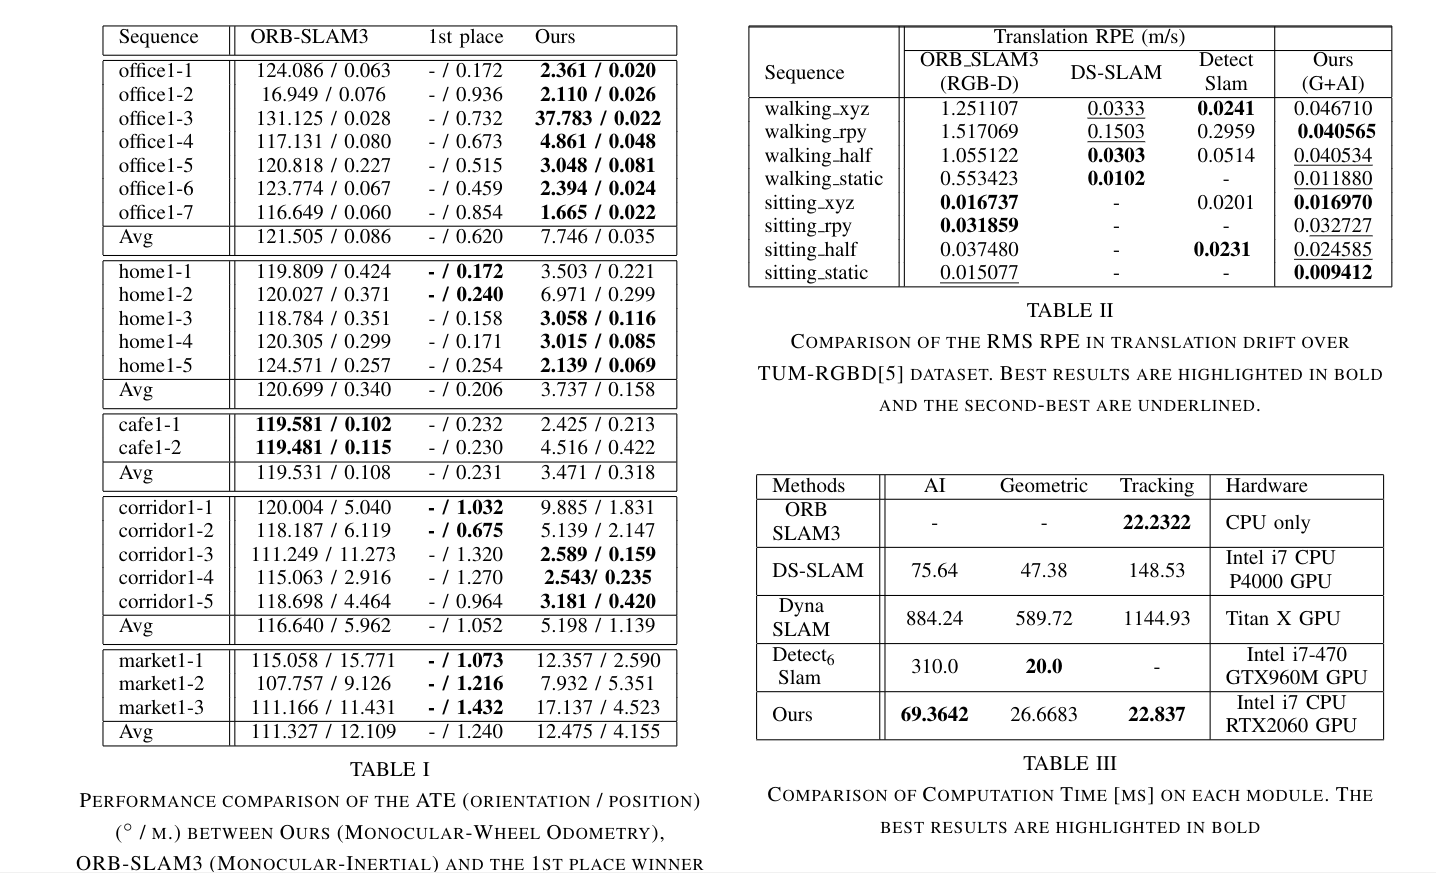 Sequence ORB-SLAM3 1st place Ours
office1-1 124.086 / 0.063 - / 0.172 2.361 / 0.020
office1-2 16.949 / 0.076 - / 0.936 2.110 / 0.026
office1-3 131.125 / 0.028 - / 0.732 37.783 / 0.022
office1-4 117.131 / 0.080 - / 0.673 4.861 / 0.048
office1-5 120.818 / 0.227 - / 0.515 3.048 / 0.081
office1-6 123.774 / 0.067 - / 0.459 2.394 / 0.024
office1-7 116.649 / 0.060 - / 0.854 1.665 / 0.022
Avg 121.505 / 0.086 - / 0.620 7.746 / 0.035
home1-1 119.809 / 0.424 - / 0.172 3.503 / 0.221
home1-2 120.027 / 0.371 - / 0.240 6.971 / 0.299
home1-3 118.784 / 0.351 - / 0.158 3.058 / 0.116
home1-4 120.305 / 0.299 - / 0.171 3.015 / 0.085
home1-5 124.571 / 0.257 - / 0.254 2.139 / 0.069
Avg 120.699 / 0.340 - / 0.206 3.737 / 0.158
cafe1-1 119.581 / 0.102 - / 0.232 2.425 / 0.213
cafe1-2 119.481 / 0.115 - / 0.230 4.516 / 0.422
Avg 119.531 / 0.108 - / 0.231 3.471 / 0.318
corridor1-1 120.004 / 5.040 - / 1.032 9.885 / 1.831
corridor1-2 118.187 / 6.119 - / 0.675 5.139 / 2.147
corridor1-3 111.249 / 11.273 - / 1.320 2.589 / 0.159
corridor1-4 115.063 / 2.916 - / 1.270 2.543/ 0.235
corridor1-5 118.698 / 4.464 - / 0.964 3.181 / 0.420
Avg 116.640 / 5.962 - / 1.052 5.198 / 1.139
market1-1 115.058 / 15.771 - / 1.073 12.357 / 2.590
market1-2 107.757 / 9.126 - / 1.216 7.932 / 5.351
market1-3 111.166 / 11.431 - / 1.432 17.137 / 4.523
Avg 111.327 / 12.109 - / 1.240 12.475 / 4.155
TABLE I
PERFORMANCE COMPARISON OF THE ATE (ORIENTATION / POSITION)
(° / M.) BETWEEN OURS (MONOCULAR-WHEEL ODOMETRY),
ORB-SLAM3 (MONOCULAR-INERTIAL) AND THE 1ST PLACE WINNER
Translation RPE (m/s)
Sequence ORB_SLAM3 (RGB-D) DS-SLAM Detect Slam Ours (G+AI)
walking_xyz 1.251107 0.0333 0.0241 0.046710
walking_rpy 1.517069 0.1503 0.2959 0.040565
walking_half 1.055122 0.0303 0.0514 0.040534
walking_static 0.553423 0.0102 - 0.011880
sitting_xyz 0.016737 - 0.0201 0.016970
sitting_rpy 0.031859 - - 0.032727
sitting_half 0.037480 - 0.0231 0.024585
sitting_static 0.015077 - - 0.009412
TABLE II
COMPARISON OF THE RMS RPE IN TRANSLATION DRIFT OVER
TUM-RGBD[5] DATASET. BEST RESULTS ARE HIGHLIGHTED IN BOLD
AND THE SECOND-BEST ARE UNDERLINED.
Methods AI Geometric Tracking Hardware
ORB SLAM3 - - 22.2322 CPU only
DS-SLAM 75.64 47.38 148.53 Intel i7 CPU P4000 GPU
Dyna SLAM 884.24 589.72 1144.93 Titan X GPU
Detect6 Slam 310.0 20.0 - Intel i7-470 GTX960M GPU
Ours 69.3642 26.6683 22.837 Intel i7 CPU RTX2060 GPU
TABLE III
COMPARISON OF COMPUTATION TIME [MS] ON EACH MODULE. THE
BEST RESULTS ARE HIGHLIGHTED IN BOLD